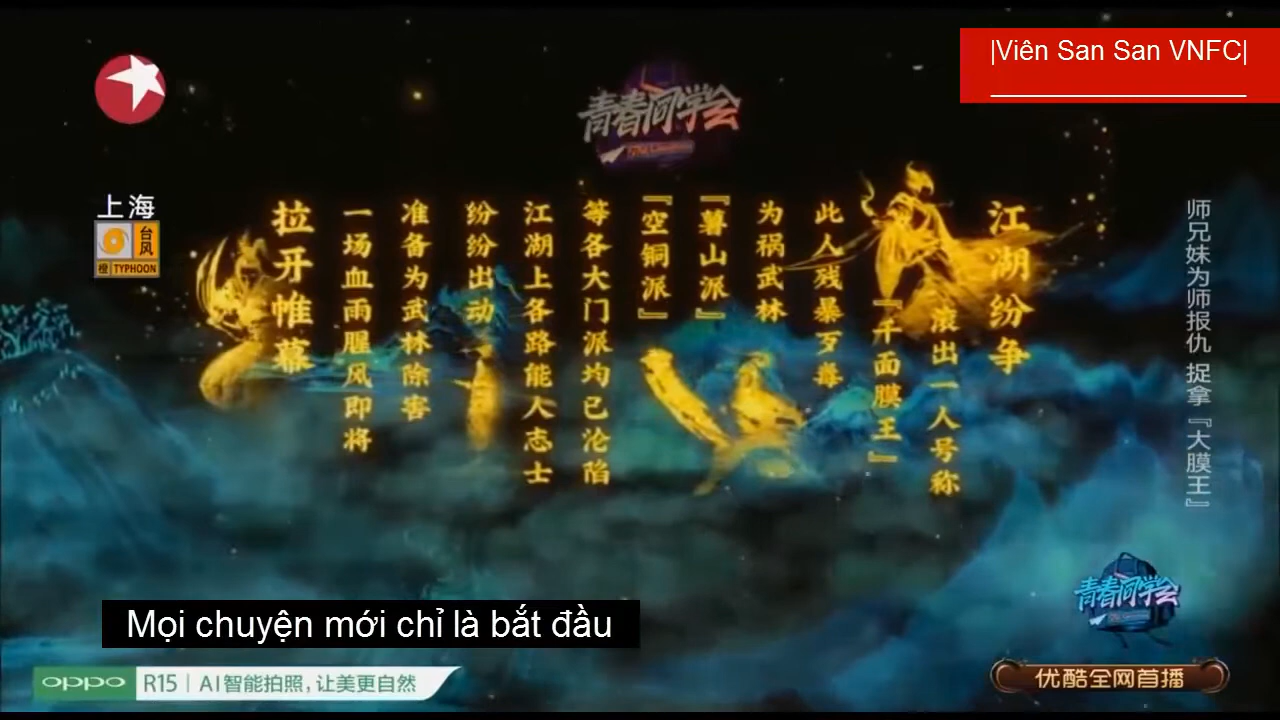 |Viên San San VNFC|
青春同学会
上海
台风
橙 TYPHOON
江湖纷争
滚出一人号称
『千面膜王』
此人残暴歹毒
为祸武林
『薯山派』
『空铜派』
等各大门派均已沦陷
江湖上各路能人志士
纷纷出动
准备为武林除害
一场血雨腥风即将
拉开帷幕
师兄妹为师报仇 捉拿『大膜王』
青春同学会
Mọi chuyện mới chỉ là bắt đầu
oppo R15 | AI智能拍照，让美更自然
优酷全网首播